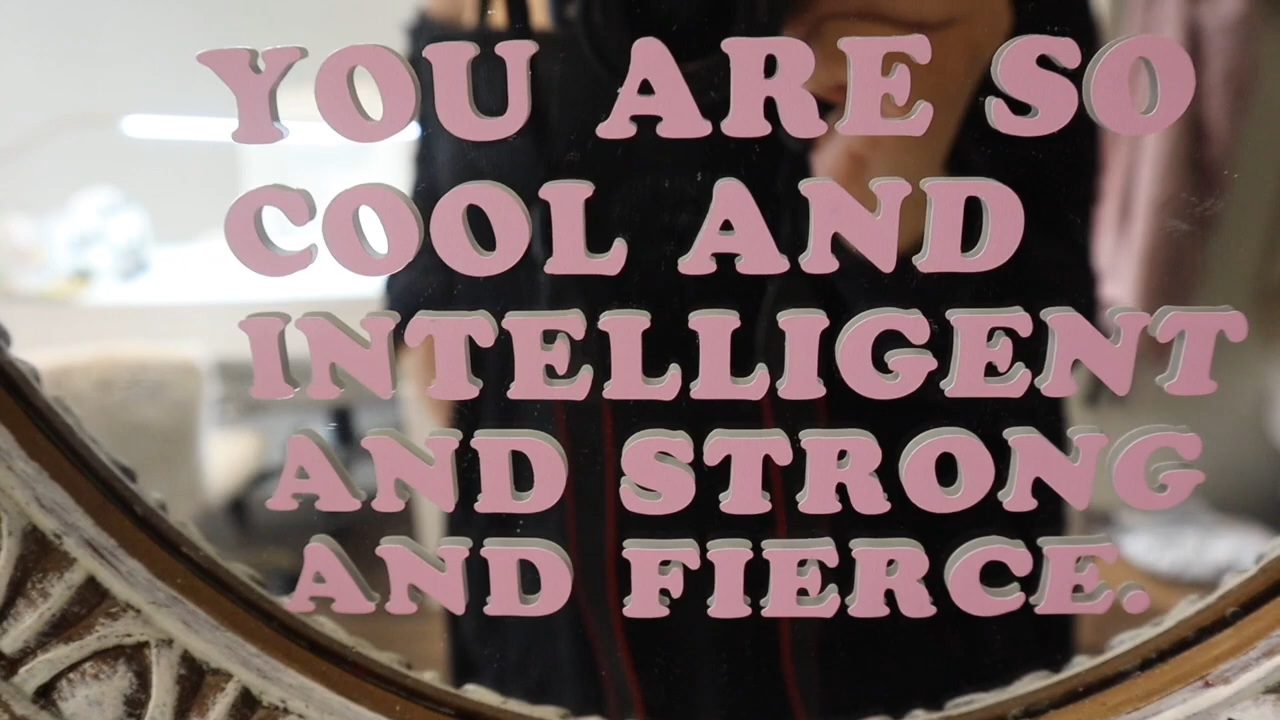 YOU ARE SO
COOL AND
INTELLIGENT
AND STRONG
AND FIERCE.